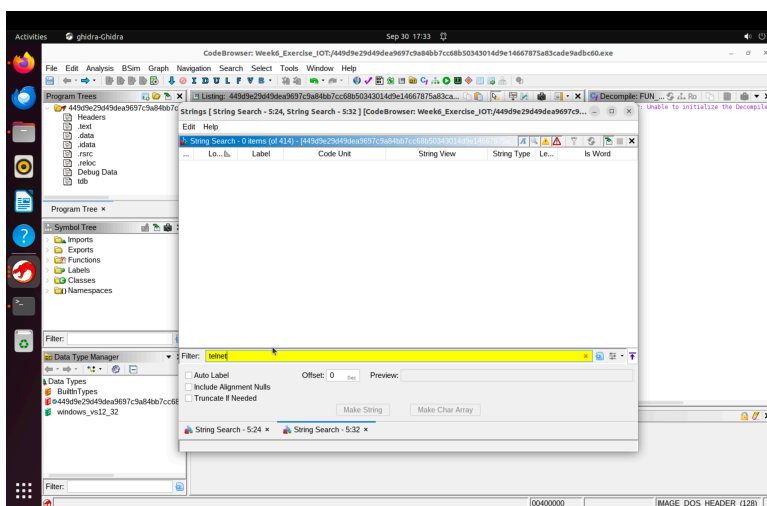 Activities ghidra-Ghidra Sep 30 17:33
CodeBrowser: Week6_Exercise_IOT:/449d9e29d49dea9697c9a84bb7cc68b50343014d9e14667875a83cade9adbc60.exe
File Edit Analysis BSim Graph Navigation Search Select Tools Window Help
Program Trees
Listing: 449d9e29d49dea9697c9a84bb7cc68b50343014d9e14667875a83ca...
Decompile: FUN_... Ro
449d9e29d49dea9697c9a84bb7c
Headers
.text
.data
.idata
.rsrc
.reloc
Debug Data
tdb
Program Tree ×
Unable to initialize the Decompile
Symbol Tree
Imports
Exports
Functions
Labels
Classes
Namespaces
Filter:
Data Type Manager
Data Types
BuiltInTypes
449d9e29d49dea9697c9a84bb7cc68
windows_vs12_32
Filter:
Strings [ String Search - 5:24, String Search - 5:32 ] [CodeBrowser: Week6_Exercise_IOT:/449d9e29d49dea9697c9...
Edit Help
String Search - 0 items (of 414) - [449d9e29d49dea9697c9a84bb7cc68b50343014d9e1
... Lo... Label Code Unit String View String Type Le... Is Word
Filter: telnet
Auto Label Offset: 0 Dec Preview:
Include Alignment Nulls
Truncate If Needed
Make String Make Char Array
String Search - 5:24 × String Search - 5:32 ×
00400000 IMAGE_DOS_HEADER (128)